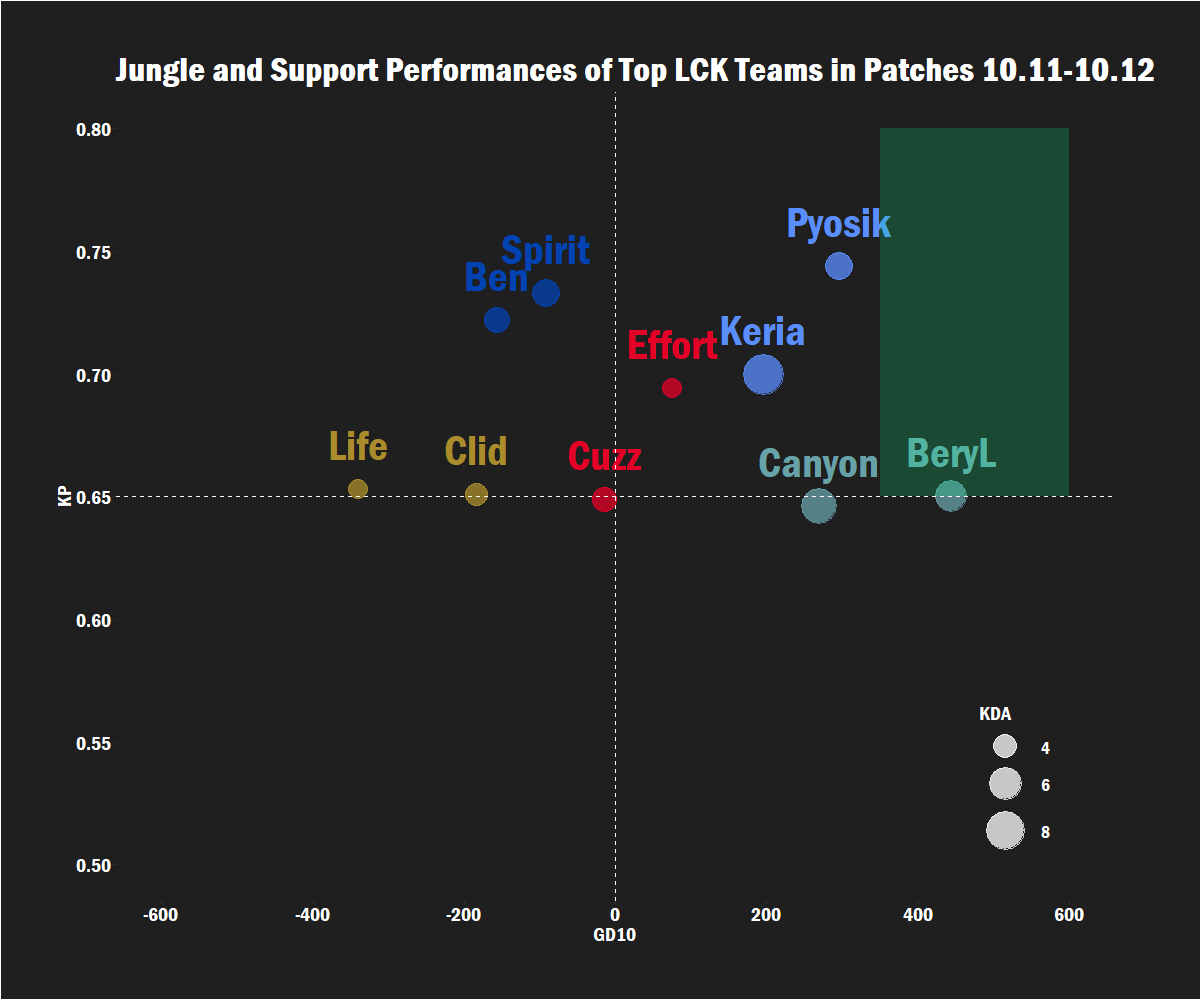 Jungle and Support Performances of Top LCK Teams in Patches 10.11-10.12
0.80
Pyosik
0.75
Spirit
Ben
Keria
Effort
0.70
Life
Clid
Cuzz
Canyon
BeryL
KP
0.65
0.60
KDA
0.55
4
6
8
0.50
-600 -400 -200 0 200 400 600
GD10